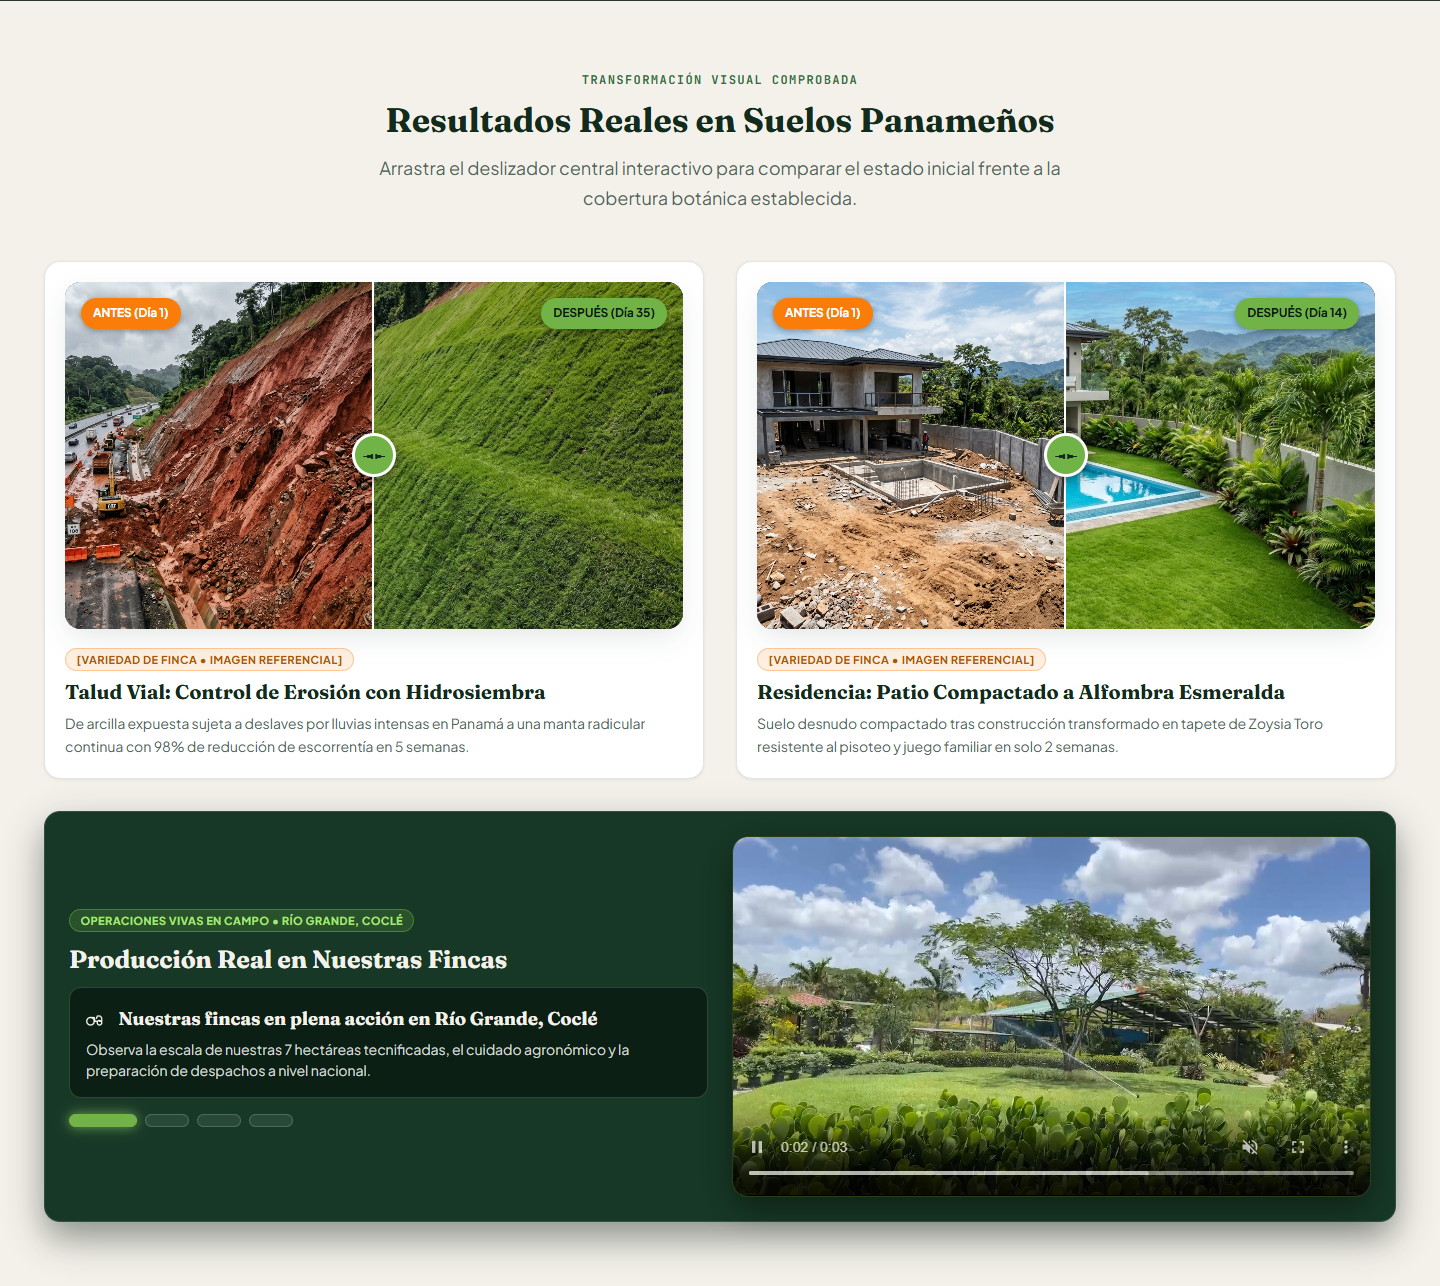 TRANSFORMACIÓN VISUAL COMPROBADA
Resultados Reales en Suelos Panameños
Arrastra el deslizador central interactivo para comparar el estado inicial frente a la
cobertura botánica establecida.
ANTES (Día 1)
DESPUÉS (Día 35)
[VARIEDAD DE FINCA • IMAGEN REFERENCIAL]
Talud Vial: Control de Erosión con Hidrosiembra
De arcilla expuesta sujeta a deslaves por lluvias intensas en Panamá a una manta radicular
continua con 98% de reducción de escorrentía en 5 semanas.
ANTES (Día 1)
DESPUÉS (Día 14)
[VARIEDAD DE FINCA • IMAGEN REFERENCIAL]
Residencia: Patio Compactado a Alfombra Esmeralda
Suelo desnudo compactado tras construcción transformado en tapete de Zoysia Toro
resistente al pisoteo y juego familiar en solo 2 semanas.
OPERACIONES VIVAS EN CAMPO • RÍO GRANDE, COCLÉ
Producción Real en Nuestras Fincas
Nuestras fincas en plena acción en Río Grande, Coclé
Observa la escala de nuestras 7 hectáreas tecnificadas, el cuidado agronómico y la
preparación de despachos a nivel nacional.
0:02 / 0:03